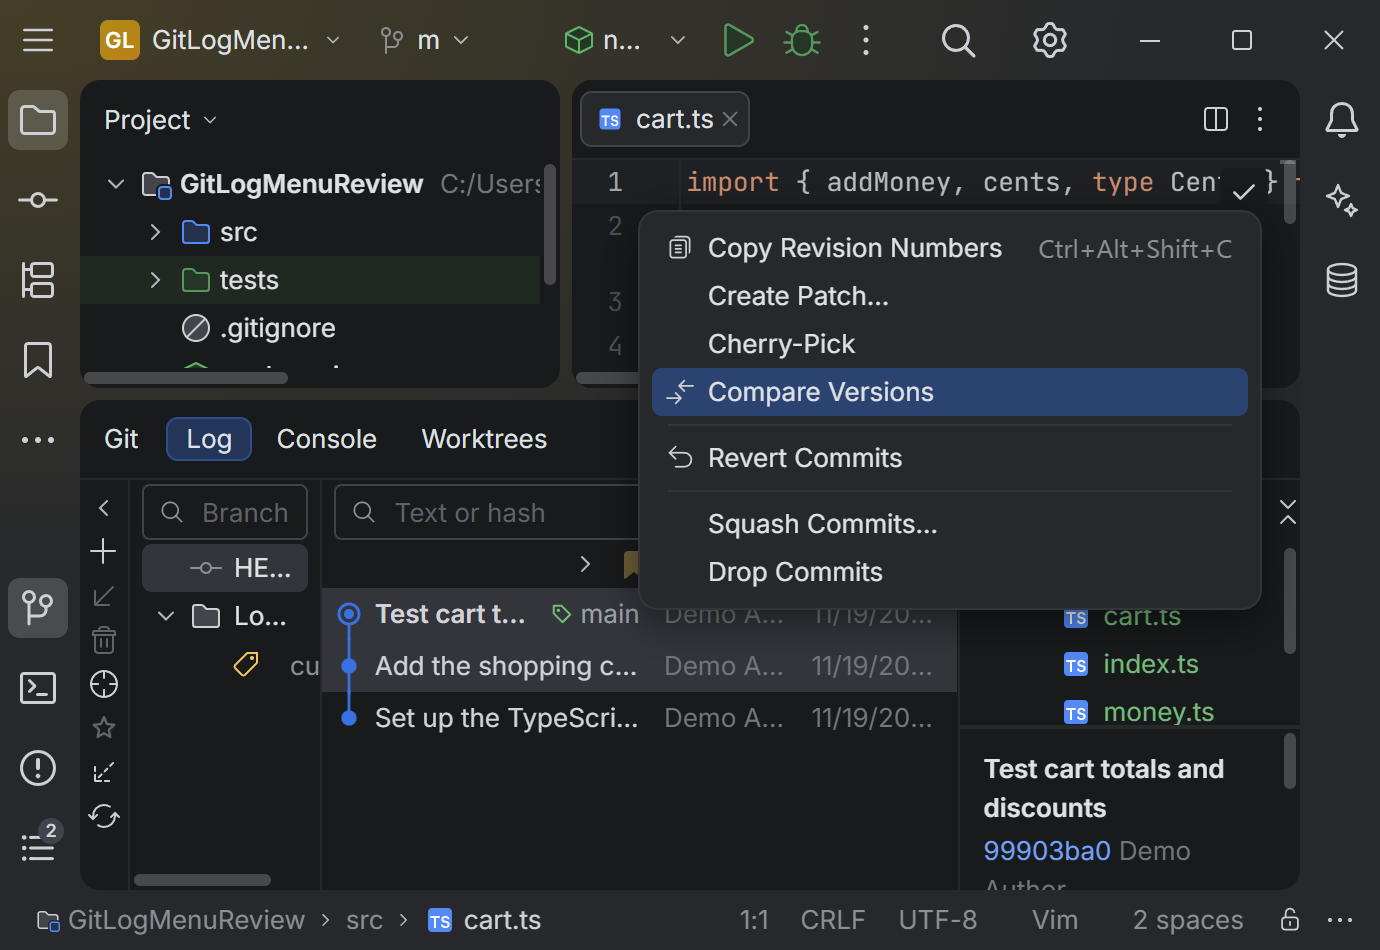 GL GitLogMen... m n...
Project
GitLogMenuReview C:/Users
src
tests
.gitignore
TS cart.ts
1 import { addMoney, cents, type Cen }
2
3
4
Copy Revision Numbers Ctrl+Alt+Shift+C
Create Patch...
Cherry-Pick
Compare Versions
Revert Commits
Squash Commits...
Drop Commits
Git Log Console Worktrees
Branch
Text or hash
HE...
Lo...
cu
Test cart t... main Demo A... 11/19/20...
Add the shopping c... Demo A... 11/19/20...
Set up the TypeScri... Demo A... 11/19/20...
TS cart.ts
TS index.ts
TS money.ts
Test cart totals and
discounts
99903ba0 Demo
Author
2
GitLogMenuReview > src > TS cart.ts 1:1 CRLF UTF-8 Vim 2 spaces